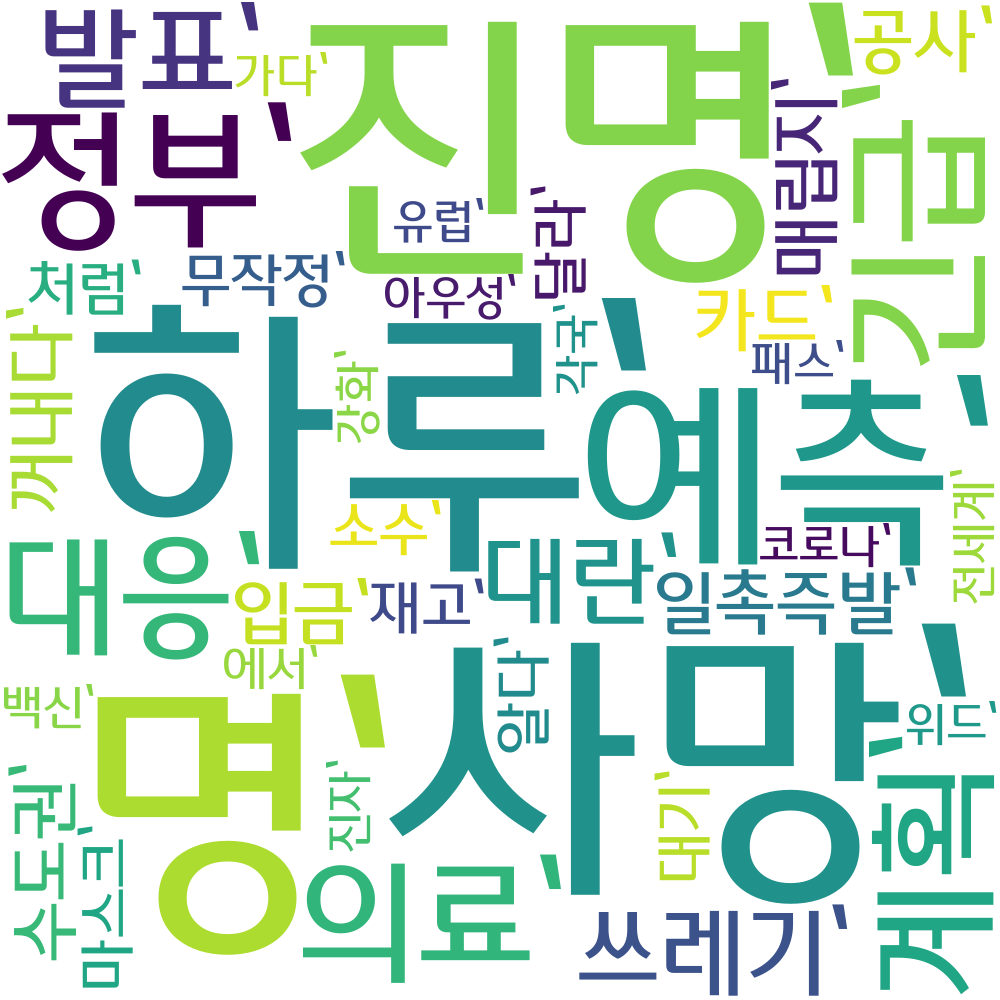 발표`
가다`
진명`
공사`
정부`
긴급`
매립지`
유럽`
달라`
처럼`
무작정`
아우성`
카드`
꺼내다`
하루`
각국`
패스`
강화`
예측`
전세계`
소수`
코로나`
대응`
대란`
입금`
재고`
일촉즉발`
에서`
백신`
명`
사망`
앓다`
위드`
수도권`
마스크`
진자`
대기`
계획`
의료`
쓰레기`